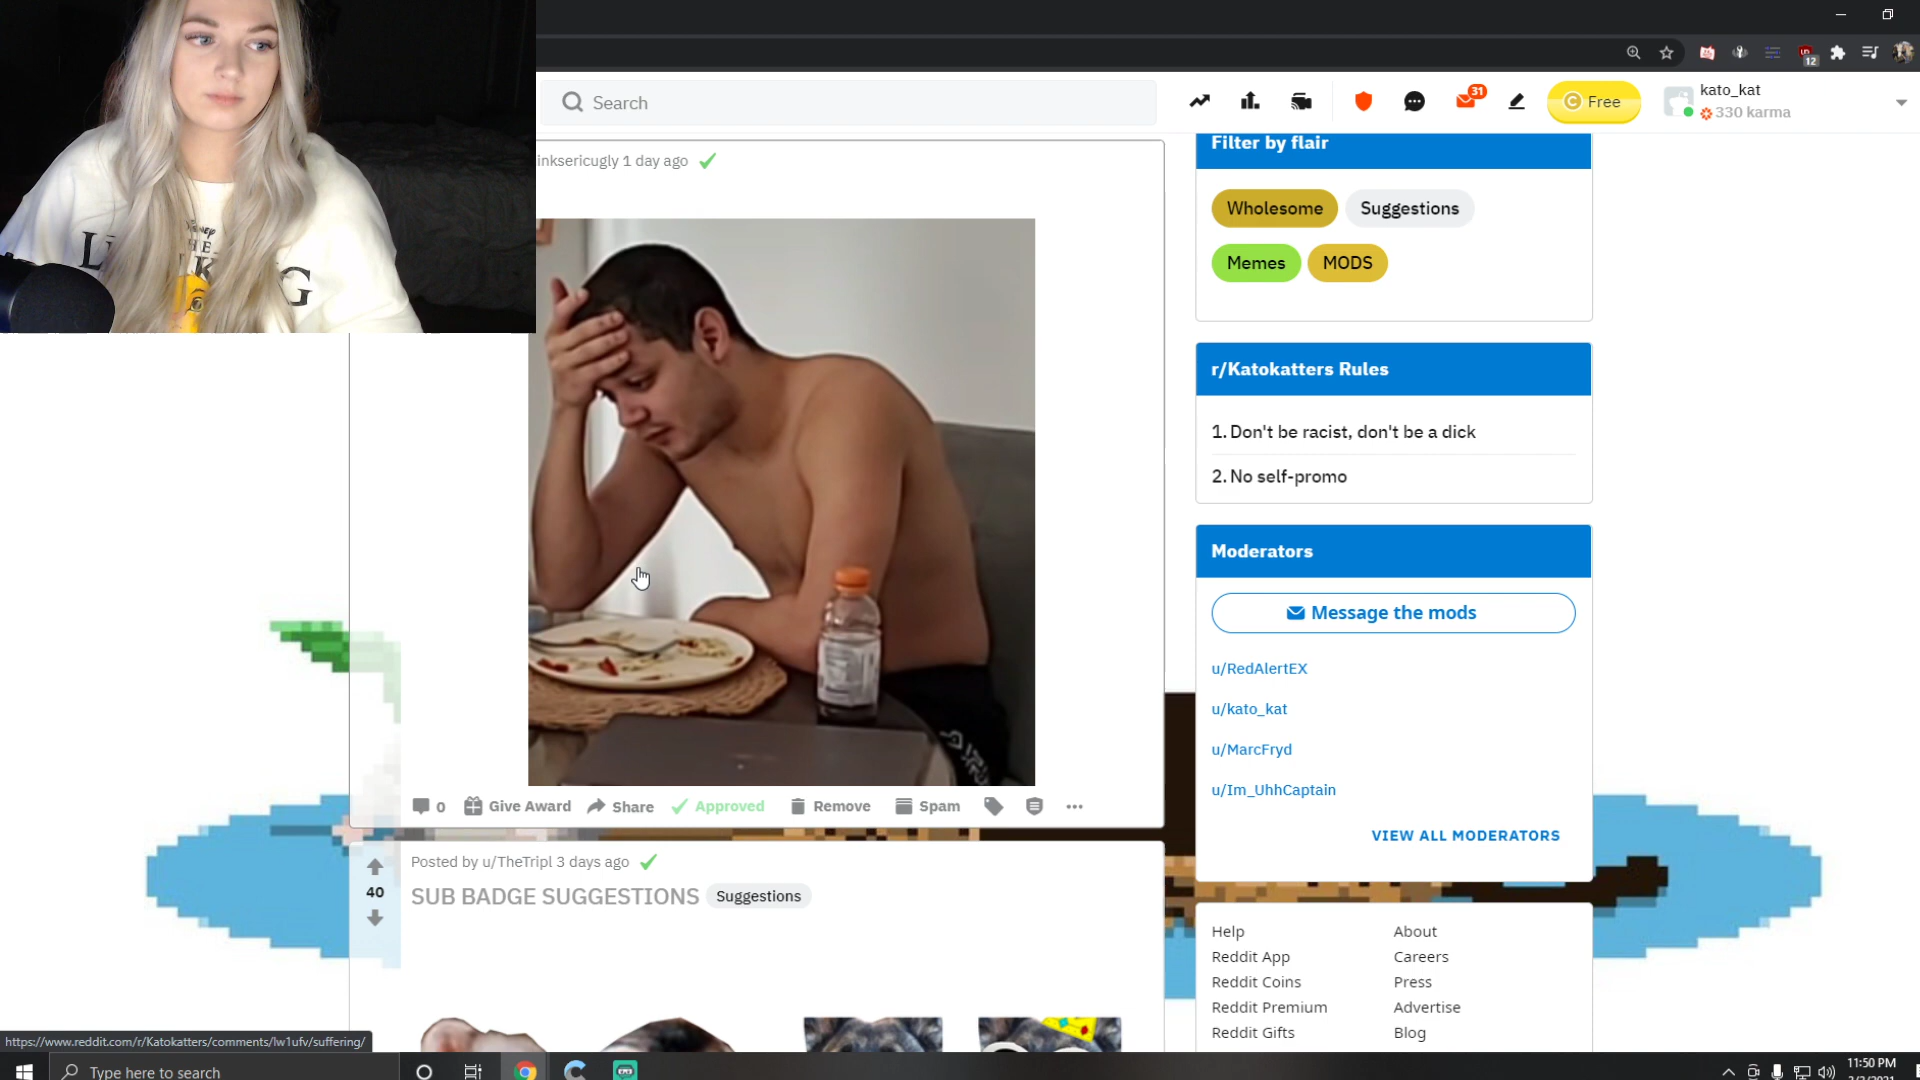 Search
31
Free
kato_kat
330 karma
12
inksericugly 1 day ago
Filter by flair
Wholesome
Suggestions
Memes
MODS
r/Katokatters Rules
1. Don't be racist, don't be a dick
2. No self-promo
Moderators
Message the mods
u/RedAlertEX
u/kato_kat
u/MarcFryd
u/Im_UhhCaptain
VIEW ALL MODERATORS
0
Give Award
Share
Approved
Remove
Spam
Posted by u/TheTripl 3 days ago
40
SUB BADGE SUGGESTIONS
Suggestions
Help
About
Reddit App
Careers
Reddit Coins
Press
Reddit Premium
Advertise
Reddit Gifts
Blog
https://www.reddit.com/r/Katokatters/comments/lw1ufv/suffering/
Type here to search
11:50 PM